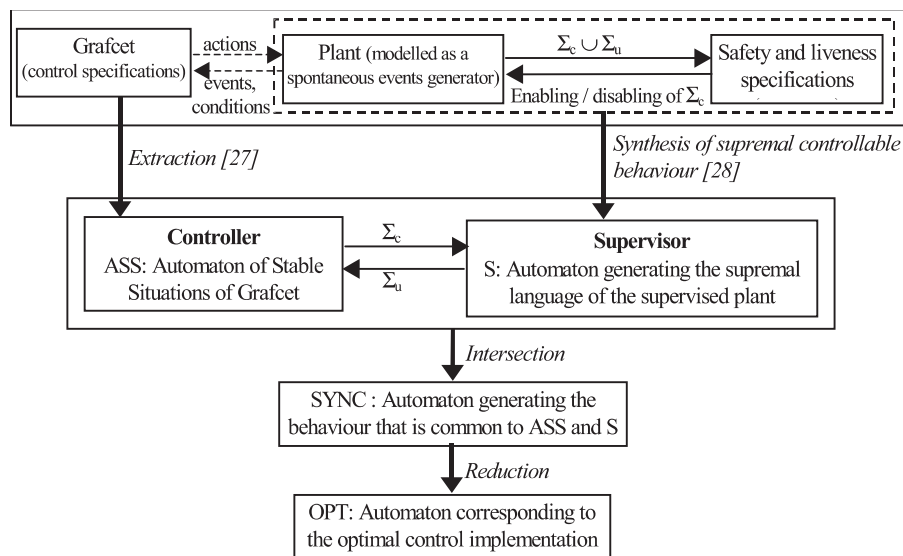 Grafcet
(control specifications)
actions
events,
conditions
Plant (modelled as a
spontaneous events
generator)
Σc ∪ Σu
Enabling / disabling of Σc
Safety and liveness
specifications
Extraction [27]
Synthesis of supremal controllable
behaviour [28]
Controller
ASS: Automaton of Stable
Situations of Grafcet
Σc
Σu
Supervisor
S: Automaton generating the supremal
language of the supervised plant
Intersection
SYNC : Automaton generating the
behaviour that is common to ASS and S
Reduction
OPT: Automaton corresponding to
the optimal control implementation